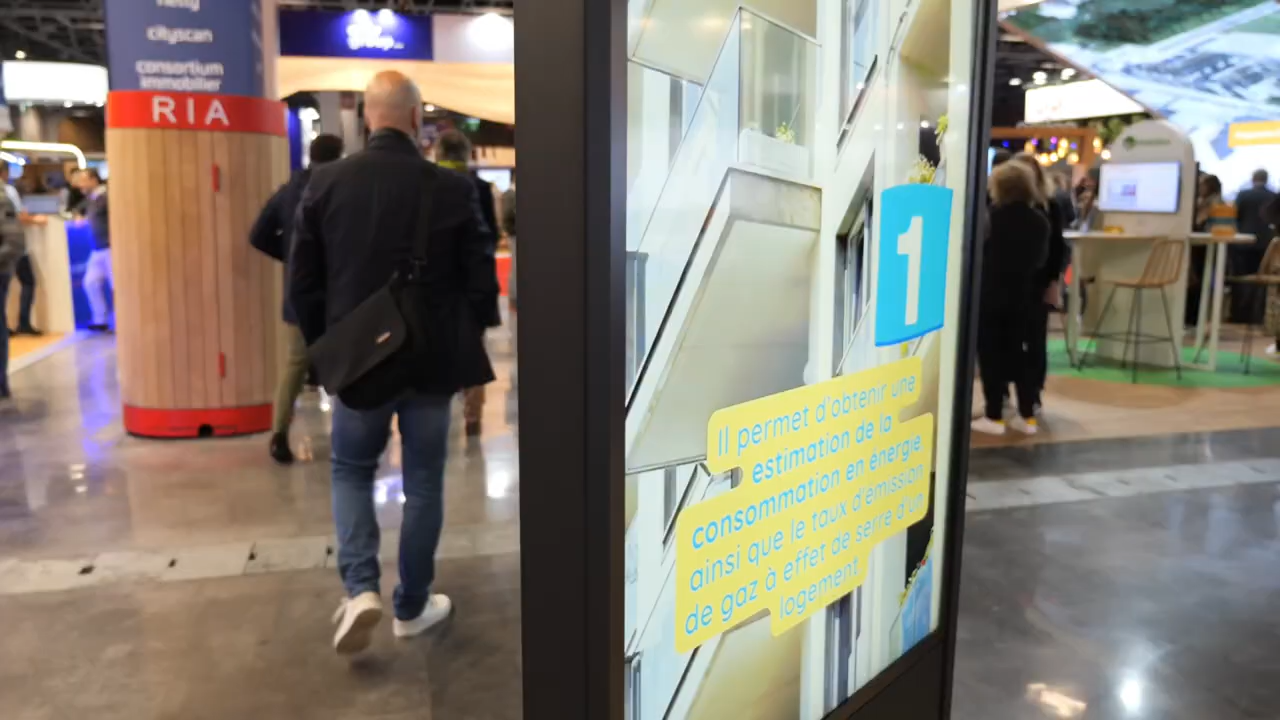 netty
cityscan
consortium
immobilier
RIA
1
Il permet d'obtenir une
estimation de la
consommation en énergie
ainsi que le taux d'émission
de gaz à effet de serre d'un
logement